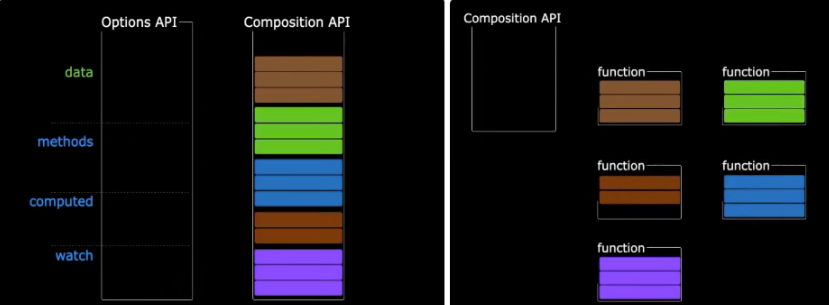 Options API
Composition API
data
methods
computed
watch
Composition API
function
function
function
function
function